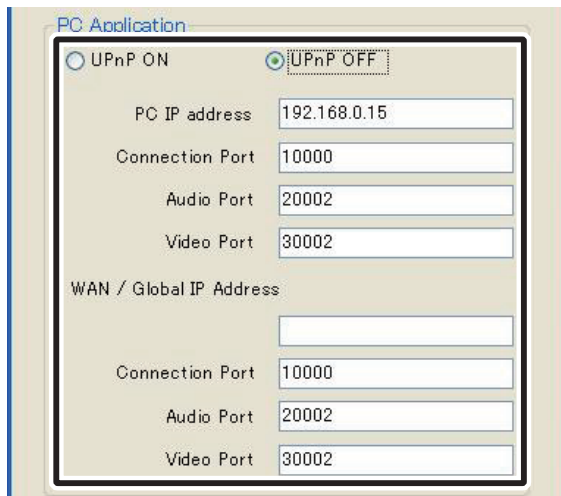 PC Application
UPnP ON UPnP OFF
PC IP address 192.168.0.15
Connection Port 10000
Audio Port 20002
Video Port 30002
WAN / Global IP Address
Connection Port 10000
Audio Port 20002
Video Port 30002